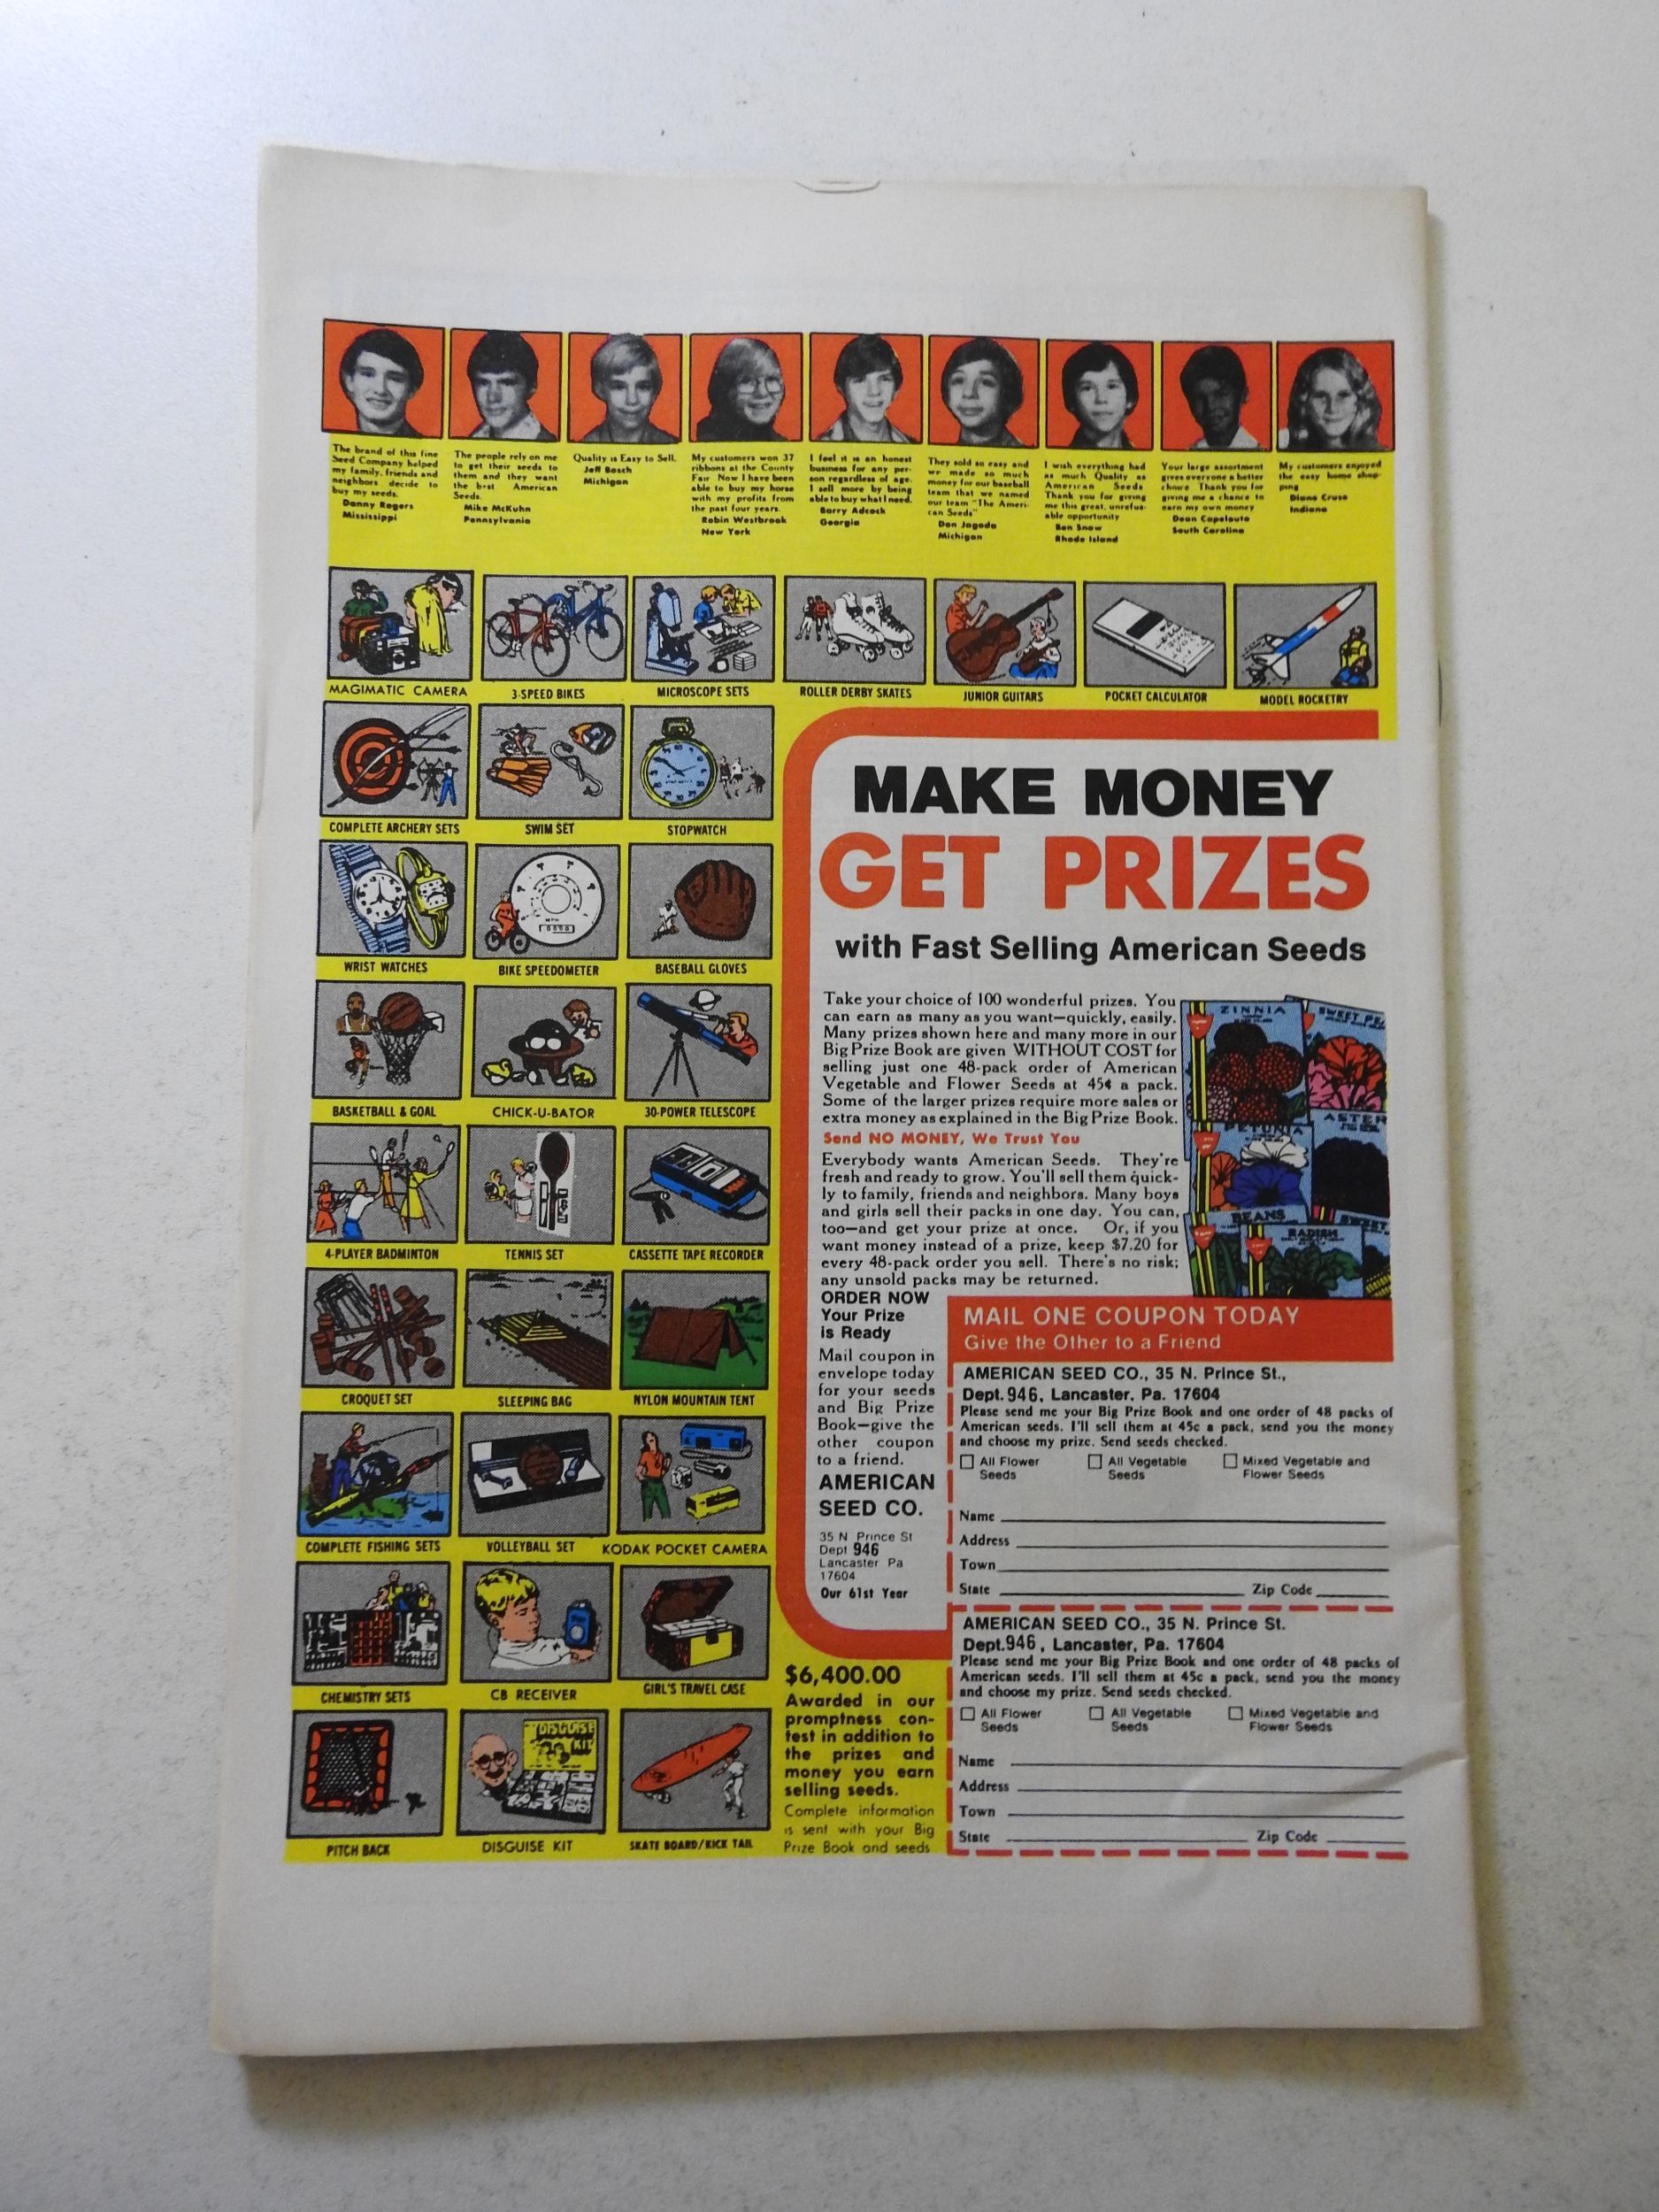 The brand of this fine
Seed Company helped
my family, friends and
neighbors decide to
buy my seeds.
Danny Rogers
Mississippi
The people rely on me
to get their seeds to
them and they want
the best American
Seeds.
Mike McKuhn
Pennsylvania
Quality is Easy to Sell.
Jeff Bosch
Michigan
My customers won 37
ribbons at the County
Fair Now I have been
able to buy my horse
with my profits from
the past four years.
Robin Westbrook
New York
I feel it is an honest
business for any per-
son regardless of age.
I sell more by being
able to buy what I need.
Barry Adcock
Georgia
They sold so easy and
we made so much
money for our baseball
team that we named
our team "The Ameri-
can Seeds"
Don Jagoda
Michigan
I wish everything had
as much Quality as
American Seeds
Thank you for giving
me this great, unrefus-
able opportunity
Ben Snow
Rhode Island
Your large assortment
gives everyone a better
choice Thank you for
giving me a chance to
earn my own money
Dean Capelouto
South Carolina
My customers enjoyed
the easy home shop-
ping
Diane Cruse
Indiana
MAGIMATIC CAMERA
3-SPEED BIKES
MICROSCOPE SETS
ROLLER DERBY SKATES
JUNIOR GUITARS
POCKET CALCULATOR
MODEL ROCKETRY
COMPLETE ARCHERY SETS
SWIM SET
STOPWATCH
WRIST WATCHES
BIKE SPEEDOMETER
BASEBALL GLOVES
BASKETBALL & GOAL
CHICK-U-BATOR
30-POWER TELESCOPE
4-PLAYER BADMINTON
TENNIS SET
CASSETTE TAPE RECORDER
CROQUET SET
SLEEPING BAG
NYLON MOUNTAIN TENT
COMPLETE FISHING SETS
VOLLEYBALL SET
KODAK POCKET CAMERA
CHEMISTRY SETS
CB RECEIVER
GIRL'S TRAVEL CASE
DISGUISE
KIT
PITCH BACK
DISGUISE KIT
SKATE BOARD/KICK TAIL
MAKE MONEY
GET PRIZES
with Fast Selling American Seeds
Take your choice of 100 wonderful prizes. You
can earn as many as you want—quickly, easily.
Many prizes shown here and many more in our
Big Prize Book are given WITHOUT COST for
selling just one 48-pack order of American
Vegetable and Flower Seeds at 45¢ a pack.
Some of the larger prizes require more sales or
extra money as explained in the Big Prize Book.
Send NO MONEY, We Trust You
Everybody wants American Seeds. They're
fresh and ready to grow. You'll sell them quick-
ly to family, friends and neighbors. Many boys
and girls sell their packs in one day. You can,
too—and get your prize at once. Or, if you
want money instead of a prize, keep $7.20 for
every 48-pack order you sell. There's no risk;
any unsold packs may be returned.
ZINNIA
SWEET PE
ASTER
PETUNIA
BEANS
RADISH
SWEET
ORDER NOW
Your Prize
is Ready
Mail coupon in
envelope today
for your seeds
and Big Prize
Book—give the
other coupon
to a friend.
AMERICAN
SEED CO.
35 N Prince St
Dept 946
Lancaster Pa
17604
Our 61st Year
MAIL ONE COUPON TODAY
Give the Other to a Friend
AMERICAN SEED CO., 35 N. Prince St.,
Dept. 946, Lancaster, Pa. 17604
Please send me your Big Prize Book and one order of 48 packs of
American seeds. I'll sell them at 45c a pack, send you the money
and choose my prize. Send seeds checked.
All Flower Seeds
All Vegetable Seeds
Mixed Vegetable and Flower Seeds
Name
Address
Town
State Zip Code
AMERICAN SEED CO., 35 N. Prince St.
Dept. 946, Lancaster, Pa. 17604
Please send me your Big Prize Book and one order of 48 packs of
American seeds. I'll sell them at 45c a pack, send you the money
and choose my prize. Send seeds checked.
All Flower Seeds
All Vegetable Seeds
Mixed Vegetable and Flower Seeds
Name
Address
Town
State Zip Code
$6,400.00
Awarded in our
promptness con-
test in addition to
the prizes and
money you earn
selling seeds.
Complete information
is sent with your Big
Prize Book and seeds